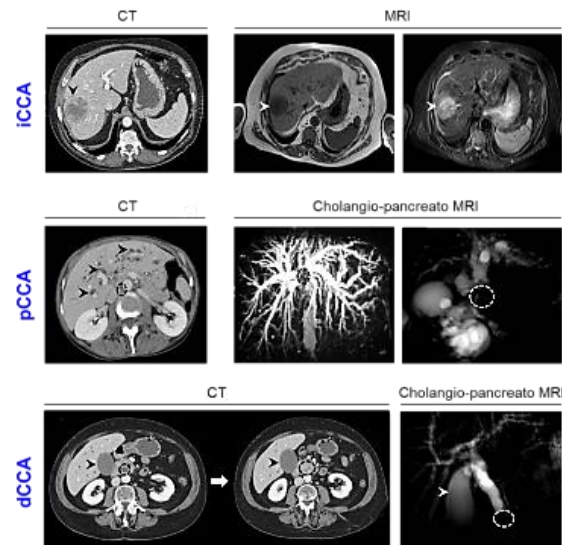 CT
MRI
iCCA
CT
Cholangio-pancreato MRI
pCCA
CT
Cholangio-pancreato MRI
dCCA